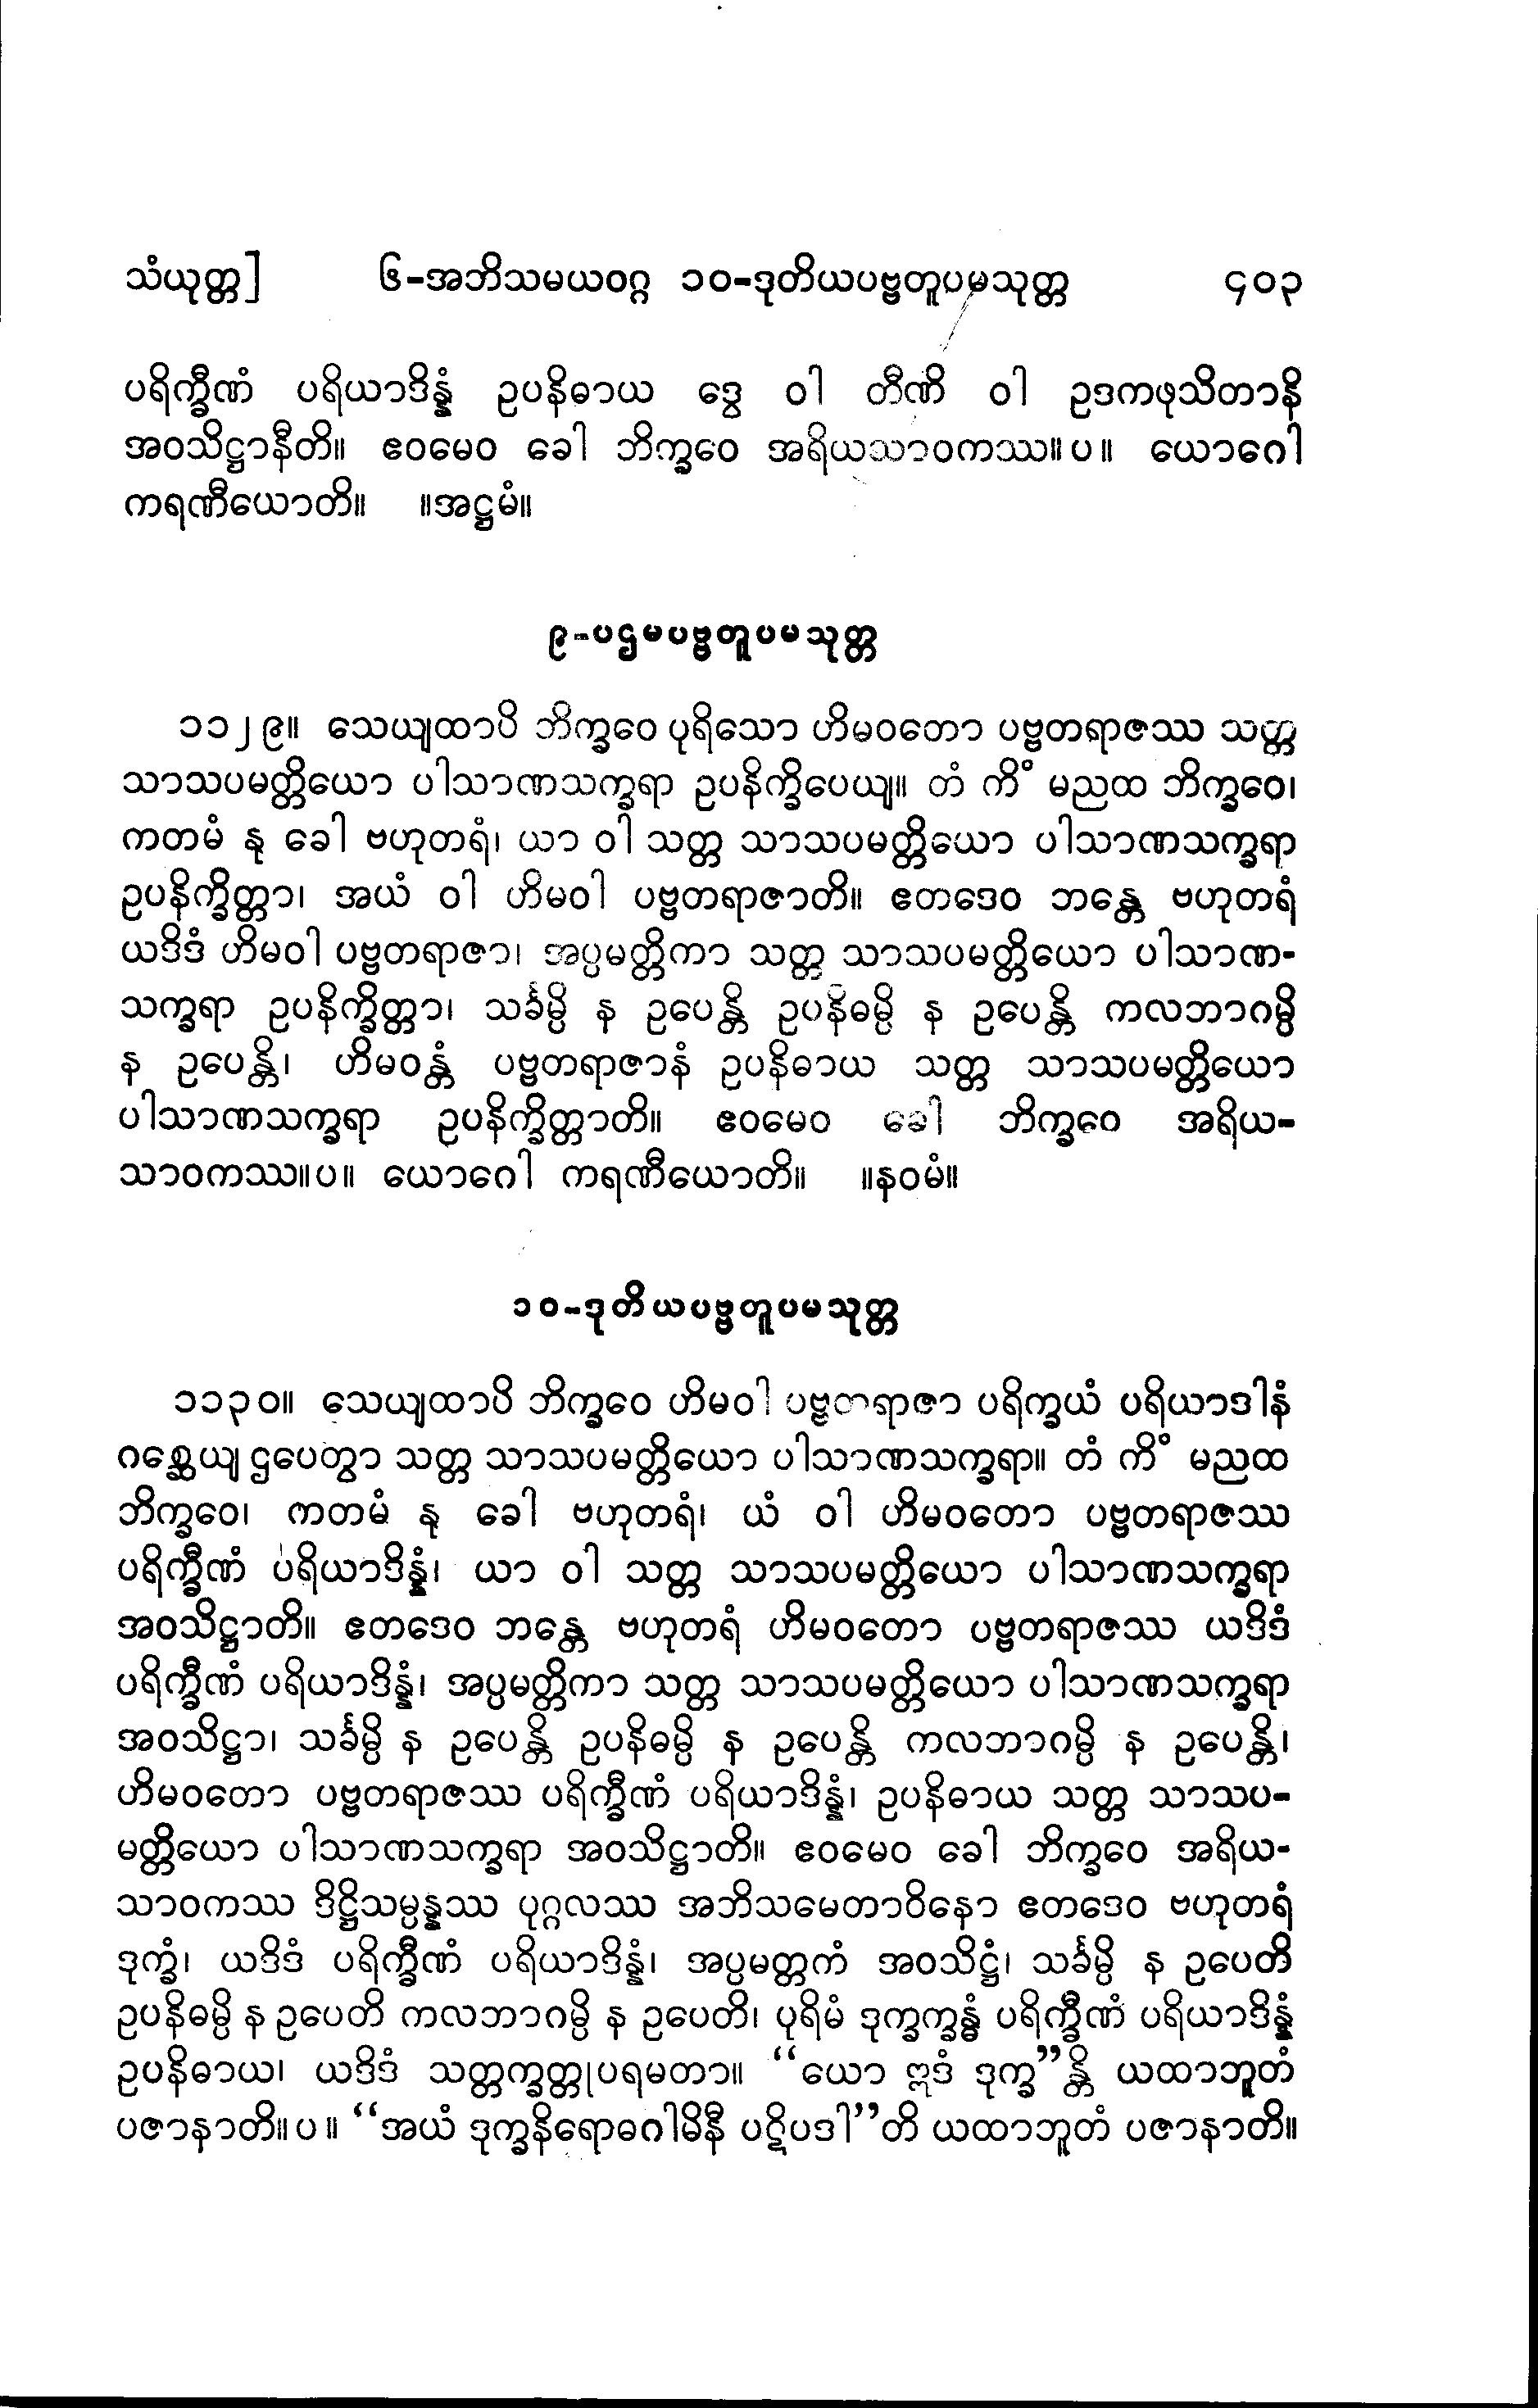 သံယုတ္တ] ၆-အဘိသမယဝဂ္ဂ ၁၀-ဒုတိယပဗ္ဗတူပမသုတ္တ ၄၀၃
ပရိက္ခီဏံ ပရိယာဒိန္နံ ဥပနိဓာယ ဒွေ ဝါ တီဏိ ဝါ ဥဒကဖုသိတာနိ
အဝသိဋ္ဌာနီတိ။ ဧဝမေဝ ခေါ ဘိက္ခဝေ အရိယသာဝကဿ။ပ။ ယောဂေါ
ကရဏီယောတိ။ ။အဋ္ဌမံ။
၉-ပဌမပဗ္ဗတူပမသုတ္တ
၁၁၂၉။ သေယျထာပိ ဘိက္ခဝေ ပုရိသော ဟိမဝတော ပဗ္ဗတရာဇဿ သတ္တ
သာသပမတ္တိယော ပါသာဏသက္ခရာ ဥပနိက္ခိပေယျ။ တံ ကိံ မညထ ဘိက္ခဝေ၊
ကတမံ နု ခေါ ဗဟုတရံ၊ ယာ ဝါ သတ္တ သာသပမတ္တိယော ပါသာဏသက္ခရာ
ဥပနိက္ခိတ္တာ၊ အယံ ဝါ ဟိမဝါ ပဗ္ဗတရာဇာတိ။ ဧတဒေဝ ဘန္တေ ဗဟုတရံ
ယဒိဒံ ဟိမဝါ ပဗ္ဗတရာဇာ၊ အပ္ပမတ္တိကာ သတ္တ သာသပမတ္တိယော ပါသာဏ-
သက္ခရာ ဥပနိက္ခိတ္တာ၊ သင်္ခမ္ပိ န ဥပေန္တိ ဥပနိဓမ္ပိ န ဥပေန္တိ ကလဘာဂမ္ပိ
န ဥပေန္တိ၊ ဟိမဝန္တံ ပဗ္ဗတရာဇာနံ ဥပနိဓာယ သတ္တ သာသပမတ္တိယော
ပါသာဏသက္ခရာ ဥပနိက္ခိတ္တာတိ။ ဧဝမေဝ ခေါ ဘိက္ခဝေ အရိယ-
သာဝကဿ။ပ။ ယောဂေါ ကရဏီယောတိ။ ။နဝမံ။
၁၀-ဒုတိယပဗ္ဗတူပမသုတ္တ
၁၁၃၀။ သေယျထာပိ ဘိက္ခဝေ ဟိမဝါ ပဗ္ဗတရာဇာ ပရိက္ခယံ ပရိယာဒါနံ
ဂစ္ဆေယျ ဌပေတွာ သတ္တ သာသပမတ္တိယော ပါသာဏသက္ခရာ။ တံ ကိံ မညထ
ဘိက္ခဝေ၊ ကတမံ နု ခေါ ဗဟုတရံ၊ ယံ ဝါ ဟိမဝတော ပဗ္ဗတရာဇဿ
ပရိက္ခီဏံ ပရိယာဒိန္နံ၊ ယာ ဝါ သတ္တ သာသပမတ္တိယော ပါသာဏသက္ခရာ
အဝသိဋ္ဌာတိ။ ဧတဒေဝ ဘန္တေ ဗဟုတရံ ဟိမဝတော ပဗ္ဗတရာဇဿ ယဒိဒံ
ပရိက္ခီဏံ ပရိယာဒိန္နံ၊ အပ္ပမတ္တိကာ သတ္တ သာသပမတ္တိယော ပါသာဏသက္ခရာ
အဝသိဋ္ဌာ၊ သင်္ခမ္ပိ န ဥပေန္တိ ဥပနိဓမ္ပိ န ဥပေန္တိ ကလဘာဂမ္ပိ န ဥပေန္တိ၊
ဟိမဝတော ပဗ္ဗတရာဇဿ ပရိက္ခီဏံ ပရိယာဒိန္နံ၊ ဥပနိဓာယ သတ္တ သာသပ-
မတ္တိယော ပါသာဏသက္ခရာ အဝသိဋ္ဌာတိ။ ဧဝမေဝ ခေါ ဘိက္ခဝေ အရိယ-
သာဝကဿ ဒိဋ္ဌိသမ္ပန္နဿ ပုဂ္ဂလဿ အဘိသမေတာဝိနော ဧတဒေဝ ဗဟုတရံ
ဒုက္ခံ၊ ယဒိဒံ ပရိက္ခီဏံ ပရိယာဒိန္နံ၊ အပ္ပမတ္တကံ အဝသိဋ္ဌံ၊ သင်္ခမ္ပိ န ဥပေတိ
ဥပနိဓမ္ပိ န ဥပေတိ ကလဘာဂမ္ပိ န ဥပေတိ၊ ပုရိမံ ဒုက္ခက္ခန္ဓံ ပရိက္ခီဏံ ပရိယာဒိန္နံ
ဥပနိဓာယ၊ ယဒိဒံ သတ္တက္ခတ္တုပရမတာ။ “ယော ဣဒံ ဒုက္ခ”န္တိ ယထာဘူတံ
ပဇာနာတိ။ပ။ “အယံ ဒုက္ခနိရောဓဂါမိနီ ပဋိပဒါ”တိ ယထာဘူတံ ပဇာနာတိ။